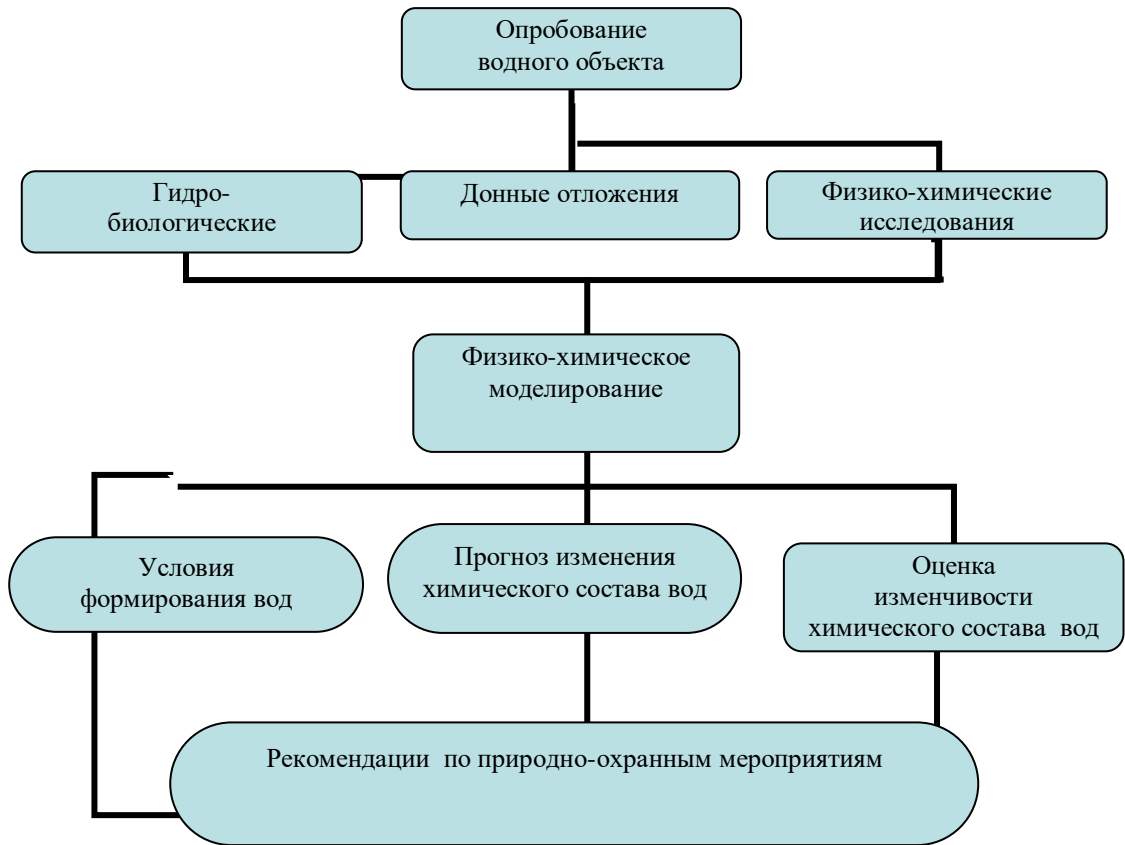 Опробование
водного объекта
Гидро-
биологические
Донные отложения
Физико-химические
исследования
Физико-химическое
моделирование
Условия
формирования вод
Прогноз изменения
химического состава вод
Оценка
изменчивости
химического состава вод
Рекомендации по природно-охранным мероприятиям